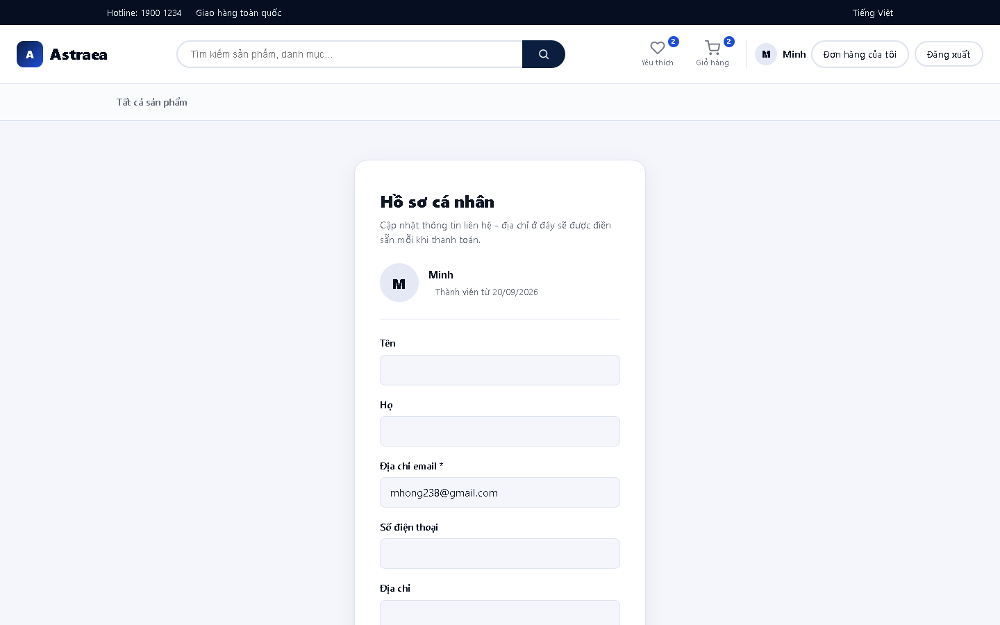 Hotline: 1900 1234 Giao hàng toàn quốc Tiếng Việt
A Astraea
Tìm kiếm sản phẩm, danh mục...
2
Yêu thích
2
Giỏ hàng
M Minh
Đơn hàng của tôi
Đăng xuất
Tất cả sản phẩm
Hồ sơ cá nhân
Cập nhật thông tin liên hệ - địa chỉ ở đây sẽ được điền
sẵn mỗi khi thanh toán.
M
Minh
Thành viên từ 20/09/2026
Tên
Họ
Địa chỉ email *
mhong238@gmail.com
Số điện thoại
Địa chỉ